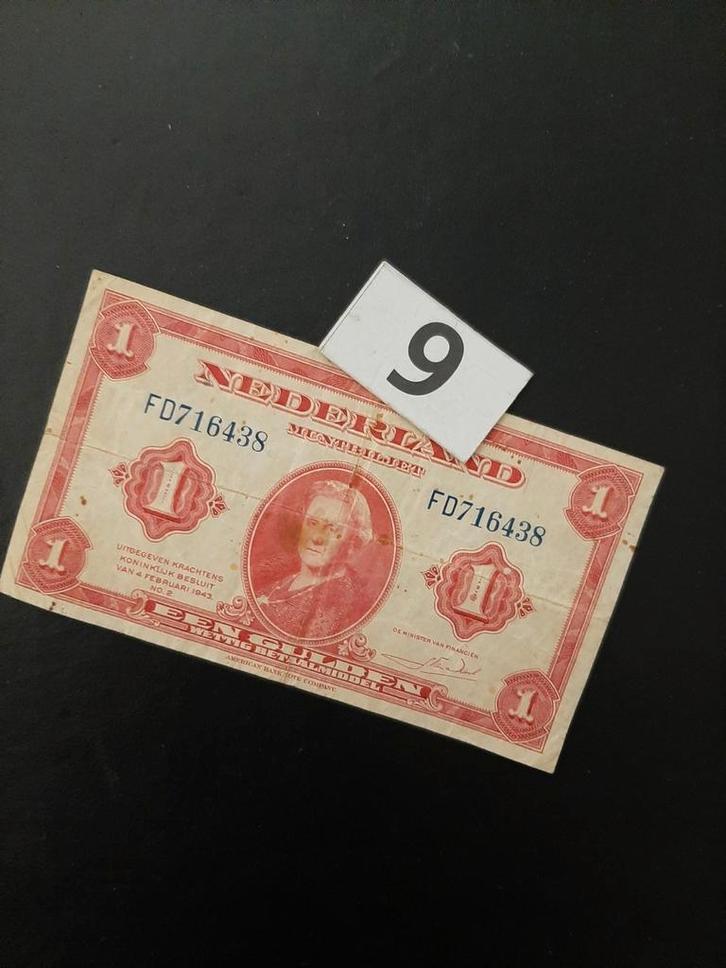 9
1
NEDERLAND
MUNTBILJET
FD716438
FD716438
1
1
UITGEGEVEN KRACHTENS
KONINKLIJK BESLUIT
VAN 4 FEBRUARI 1943.
NO. 2
1
1
DE MINISTER VAN FINANCIËN
EEN GULDEN
WETTIG BETAALMIDDEL
1
AMERICAN BANK NOTE COMPANY.